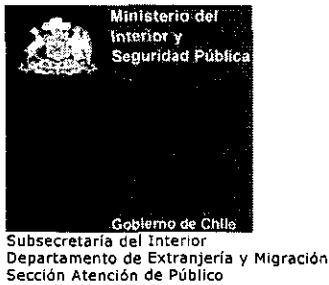 Ministerio del
Interior y
Seguridad Pública
Gobierno de Chile
Subsecretaría del Interior
Departamento de Extranjería y Migración
Sección Atención de Público